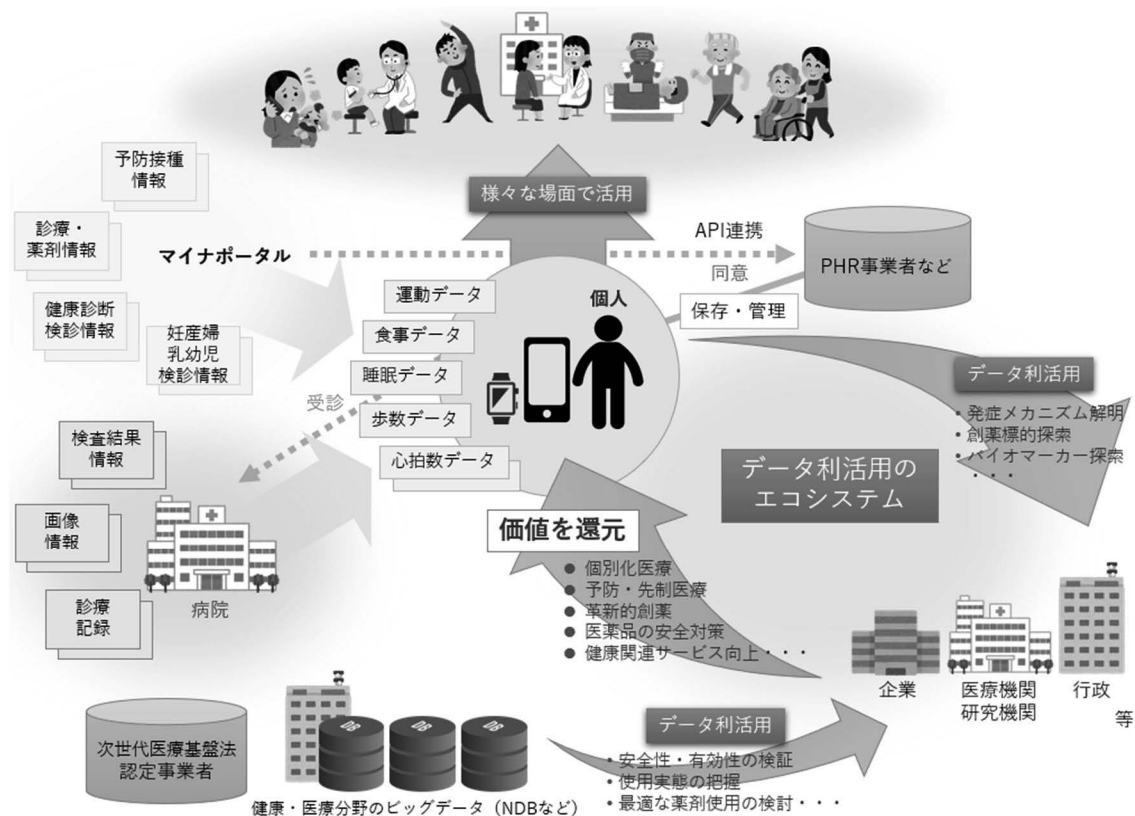 様々な場面で活用
予防接種
情報
診療・
薬剤情報
マイナポータル
健康診断
検診情報
妊産婦
乳幼児
検診情報
API連携
同意
PHR事業者など
保存・管理
個人
運動データ
食事データ
睡眠データ
歩数データ
心拍数データ
受診
検査結果
情報
画像
情報
診療
記録
病院
データ利活用
・発症メカニズム解明
・創薬標的探索
・バイオマーカー探索
・・・
データ利活用の
エコシステム
価値を還元
● 個別化医療
● 予防・先制医療
● 革新的創薬
● 医薬品の安全対策
● 健康関連サービス向上・・・
企業
医療機関
研究機関
行政
等
次世代医療基盤法
認定事業者
DB
DB
DB
健康・医療分野のビッグデータ（NDBなど）
データ利活用
・安全性・有効性の検証
・使用実態の把握
・最適な薬剤使用の検討・・・